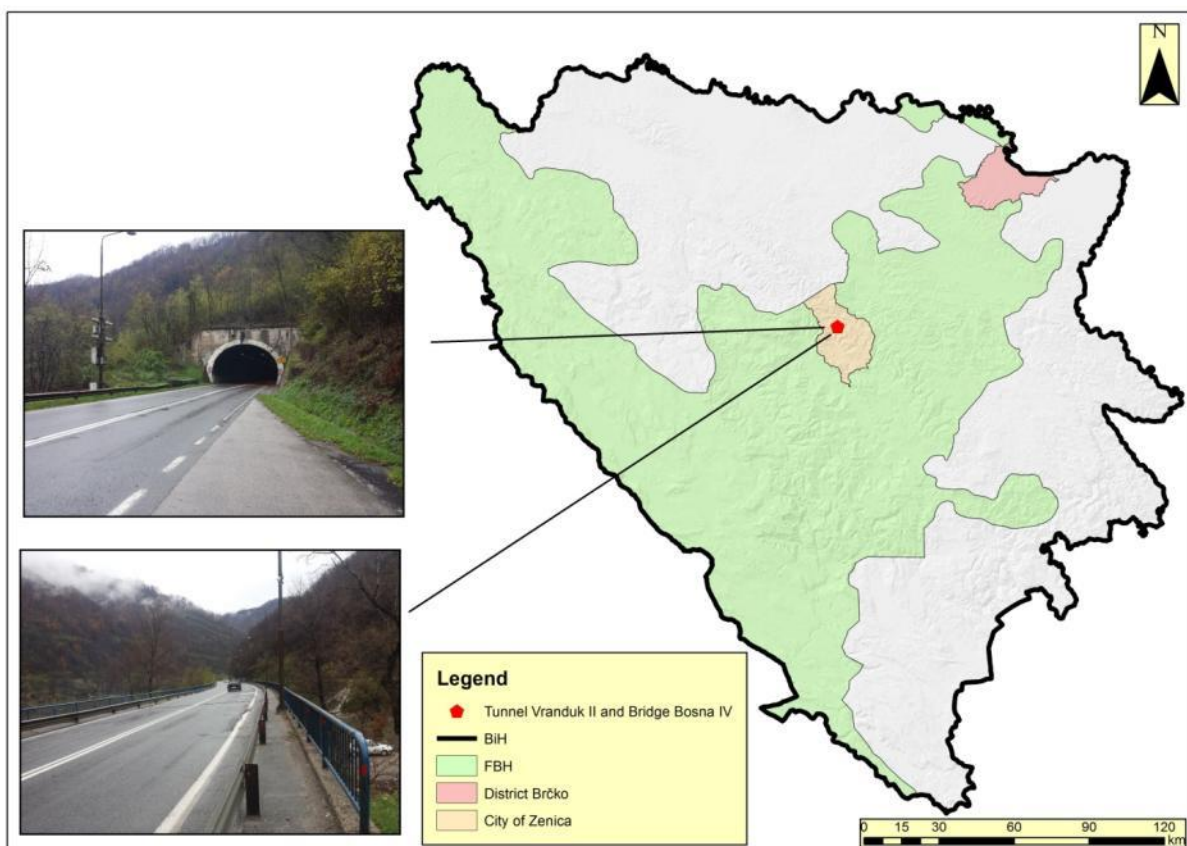 N
Legend
Tunnel Vranduk II and Bridge Bosna IV
BiH
FBH
District Brčko
City of Zenica
0 15 30 60 90 120
km